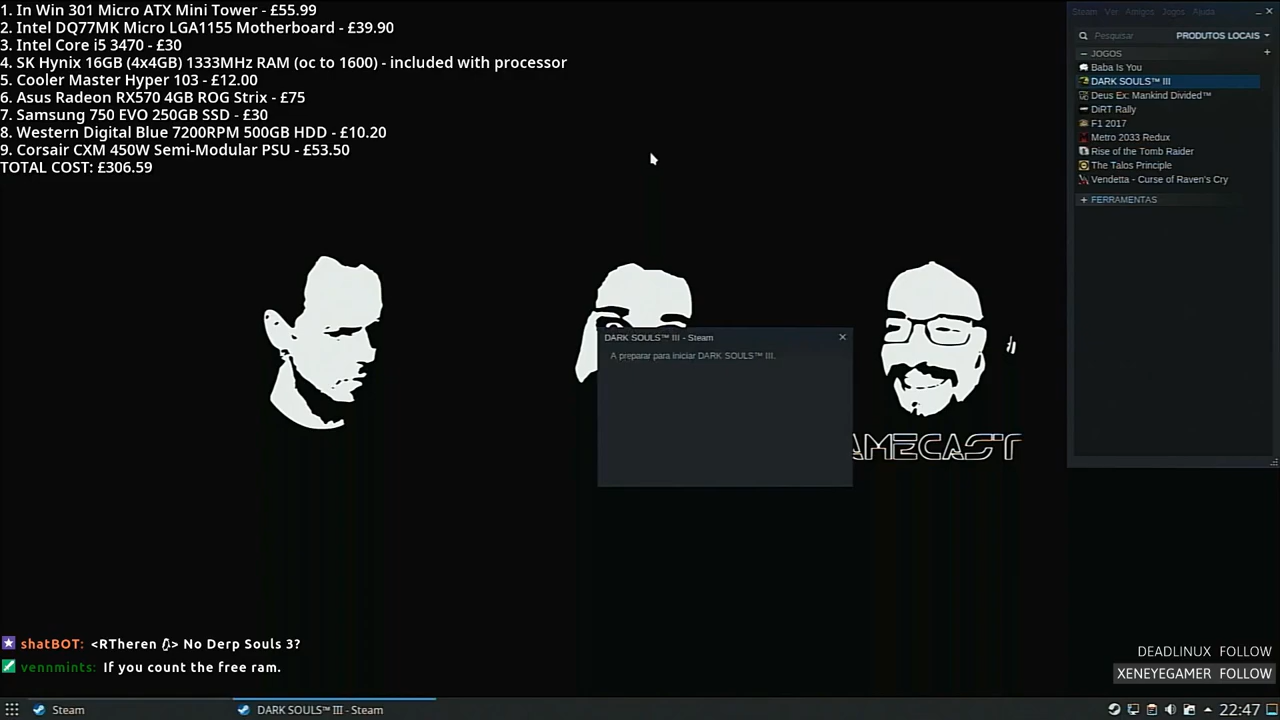 1. In Win 301 Micro ATX Mini Tower - £55.99
2. Intel DQ77MK Micro LGA1155 Motherboard - £39.90
3. Intel Core i5 3470 - £30
4. SK Hynix 16GB (4x4GB) 1333MHz RAM (oc to 1600) - included with processor
5. Cooler Master Hyper 103 - £12.00
6. Asus Radeon RX570 4GB ROG Strix - £75
7. Samsung 750 EVO 250GB SSD - £30
8. Western Digital Blue 7200RPM 500GB HDD - £10.20
9. Corsair CXM 450W Semi-Modular PSU - £53.50
TOTAL COST: £306.59
Steam Ver Amigos Jogos Ajuda
Pesquisar PRODUTOS LOCAIS
JOGOS
Baba Is You
DARK SOULS™ III
Deus Ex: Mankind Divided™
DiRT Rally
F1 2017
Metro 2033 Redux
Rise of the Tomb Raider
The Talos Principle
Vendetta - Curse of Raven's Cry
FERRAMENTAS
DARK SOULS™ III - Steam
A preparar para iniciar DARK SOULS™ III.
AMECAST
shatBOT: <RTheren > No Derp Souls 3?
vennmints: If you count the free ram.
DEADLINUX FOLLOW
XENEYEGAMER FOLLOW
Steam
DARK SOULS™ III - Steam
22:47